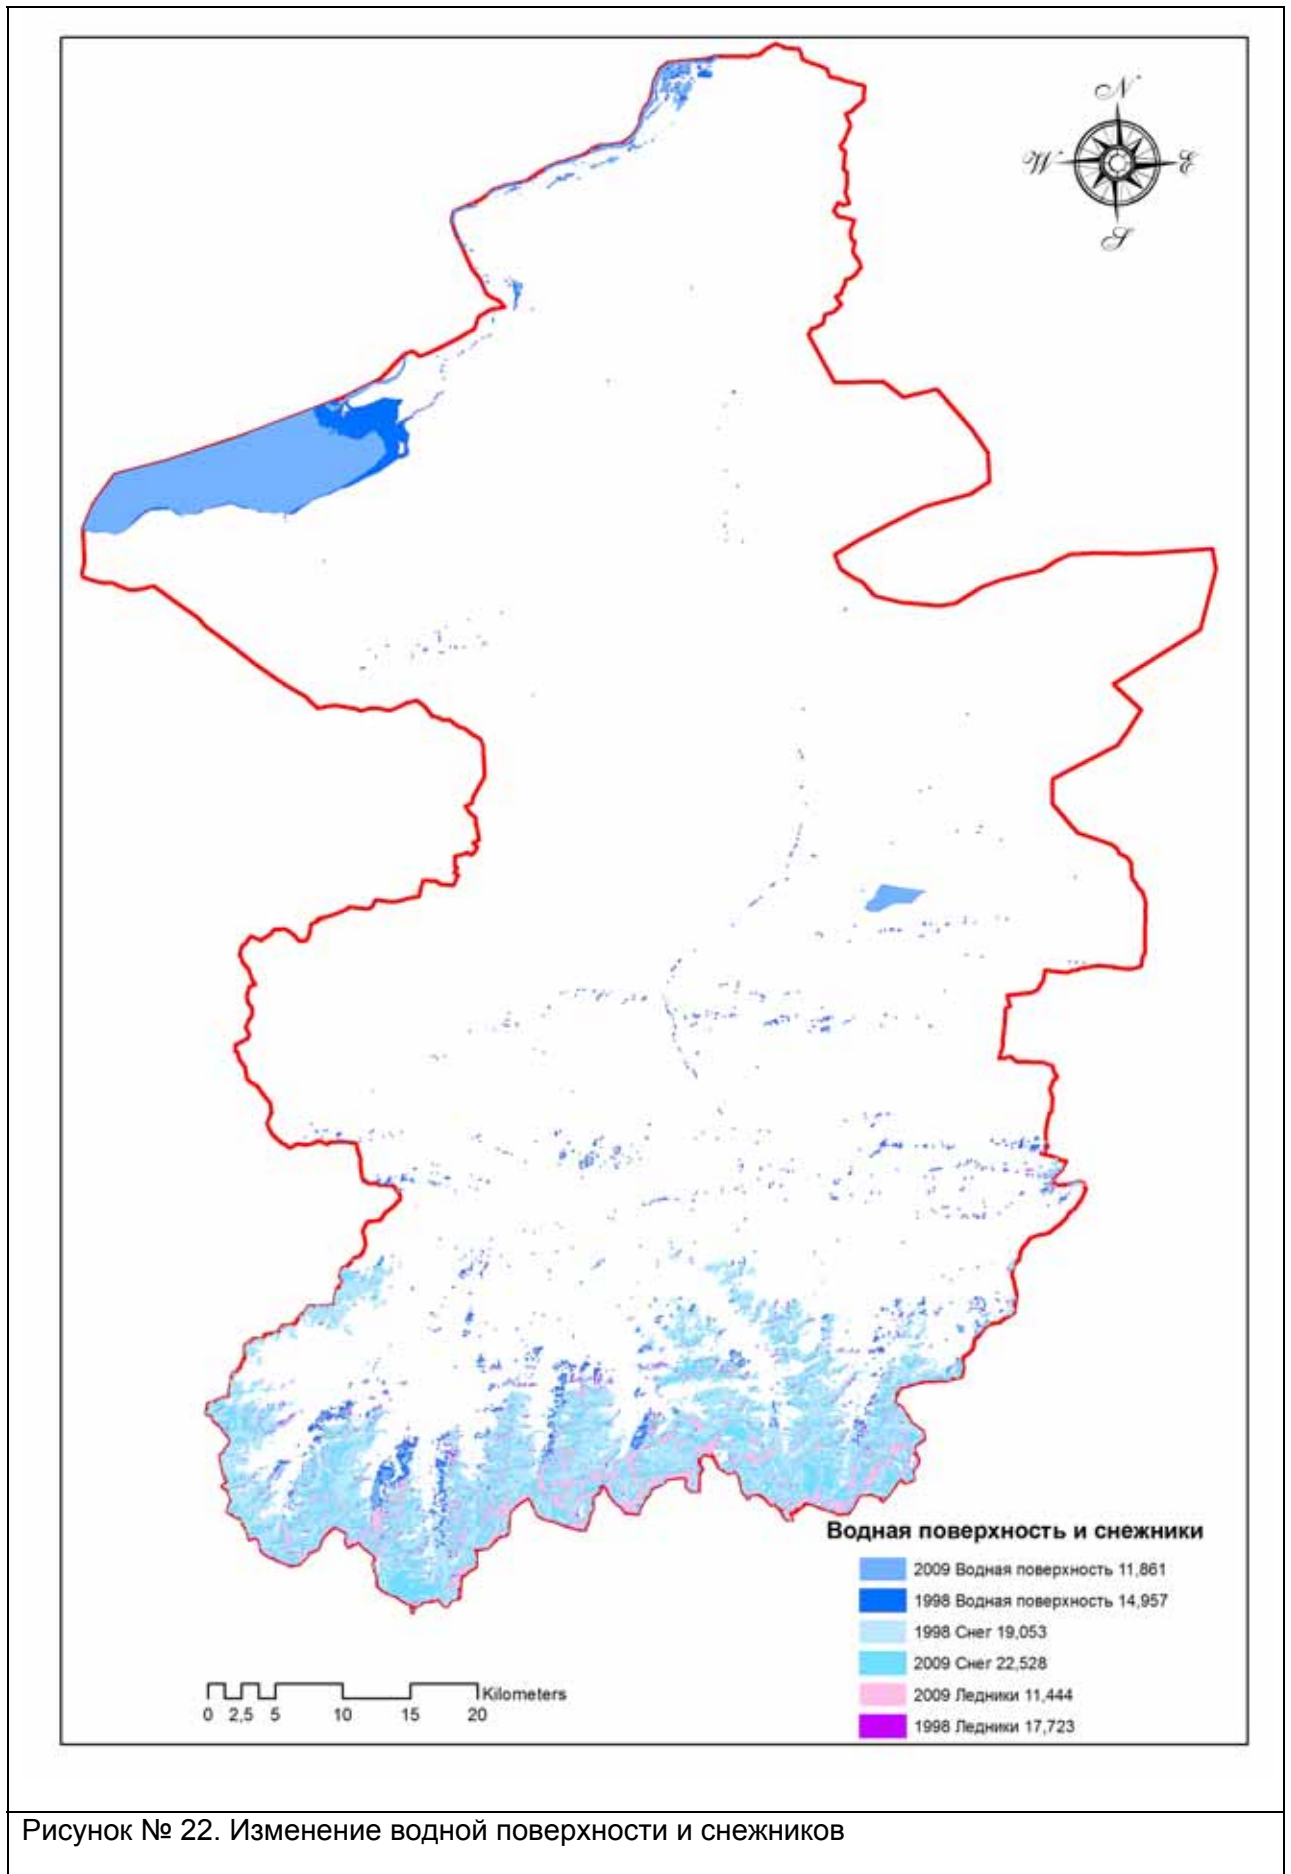 N
W
E
S
Водная поверхность и снежники
2009 Водная поверхность 11,861
1998 Водная поверхность 14,957
1998 Снег 19,053
2009 Снег 22,528
2009 Ледники 11,444
1998 Ледники 17,723
Kilometers
0 2,5 5 10 15 20
Рисунок № 22. Изменение водной поверхности и снежников